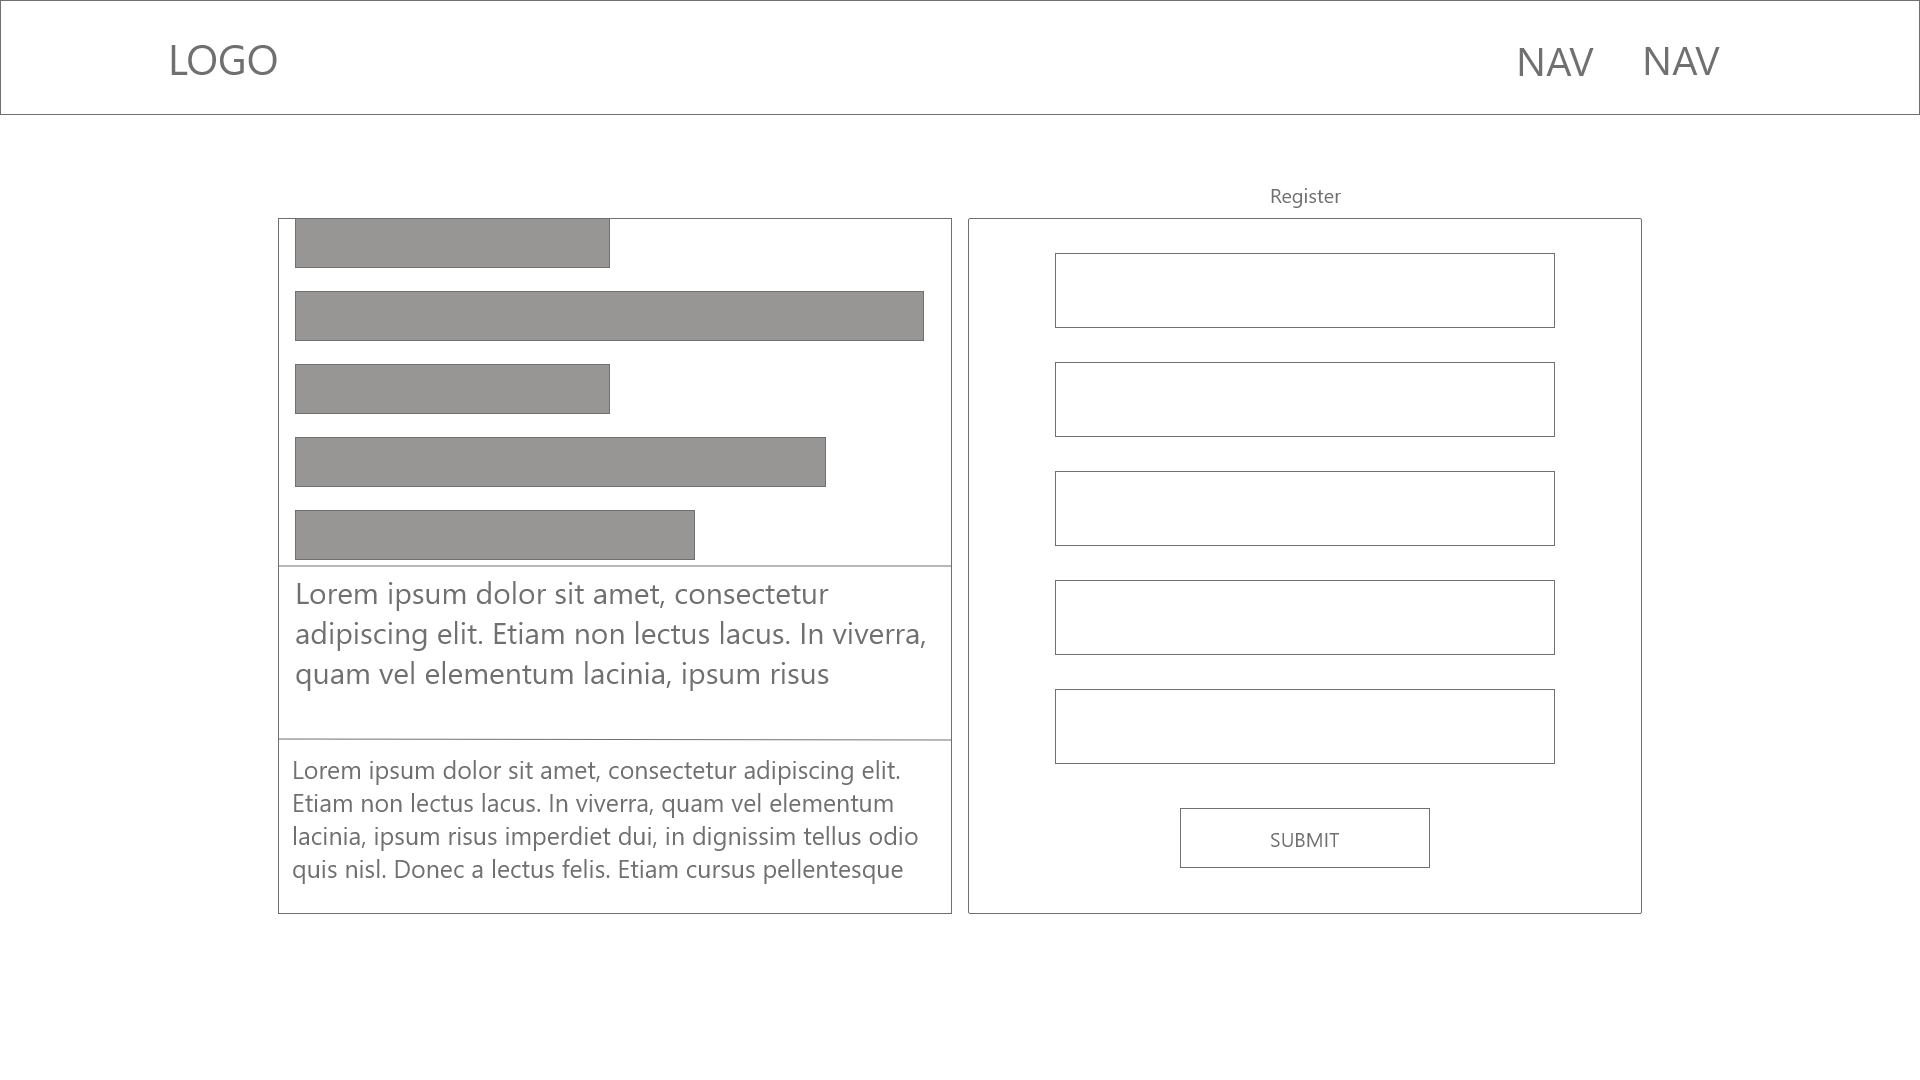 LOGO
NAV NAV
Register
Lorem ipsum dolor sit amet, consectetur
adipiscing elit. Etiam non lectus lacus. In viverra,
quam vel elementum lacinia, ipsum risus
Lorem ipsum dolor sit amet, consectetur adipiscing elit.
Etiam non lectus lacus. In viverra, quam vel elementum
lacinia, ipsum risus imperdiet dui, in dignissim tellus odio
quis nisl. Donec a lectus felis. Etiam cursus pellentesque
SUBMIT